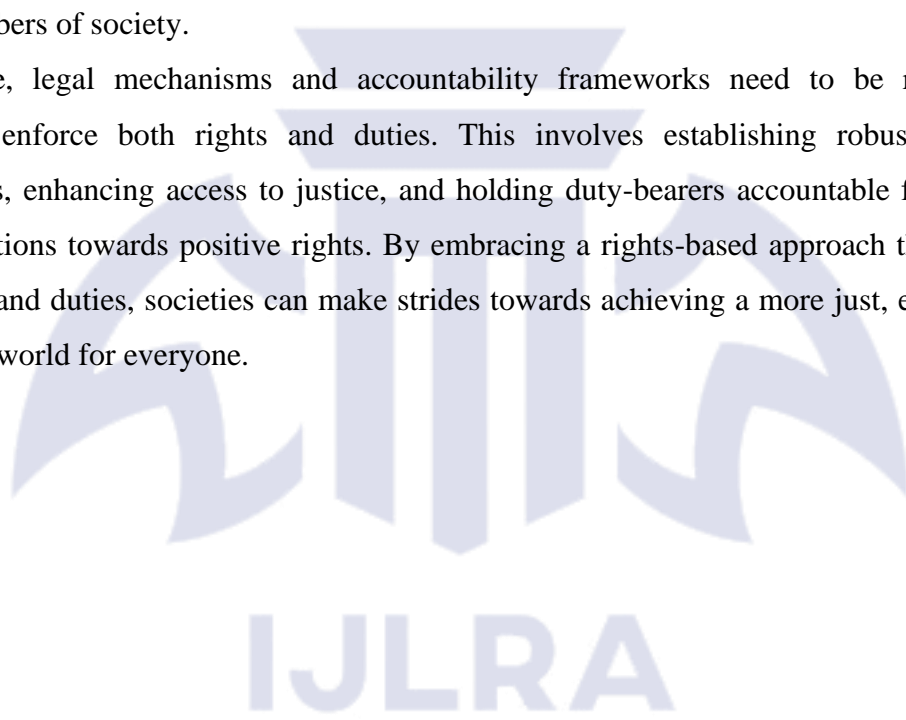 bers of society.
e, legal mechanisms and accountability frameworks need to be r
enforce both rights and duties. This involves establishing robus
s, enhancing access to justice, and holding duty-bearers accountable f
tions towards positive rights. By embracing a rights-based approach t
and duties, societies can make strides towards achieving a more just, e
world for everyone.
IJLRA